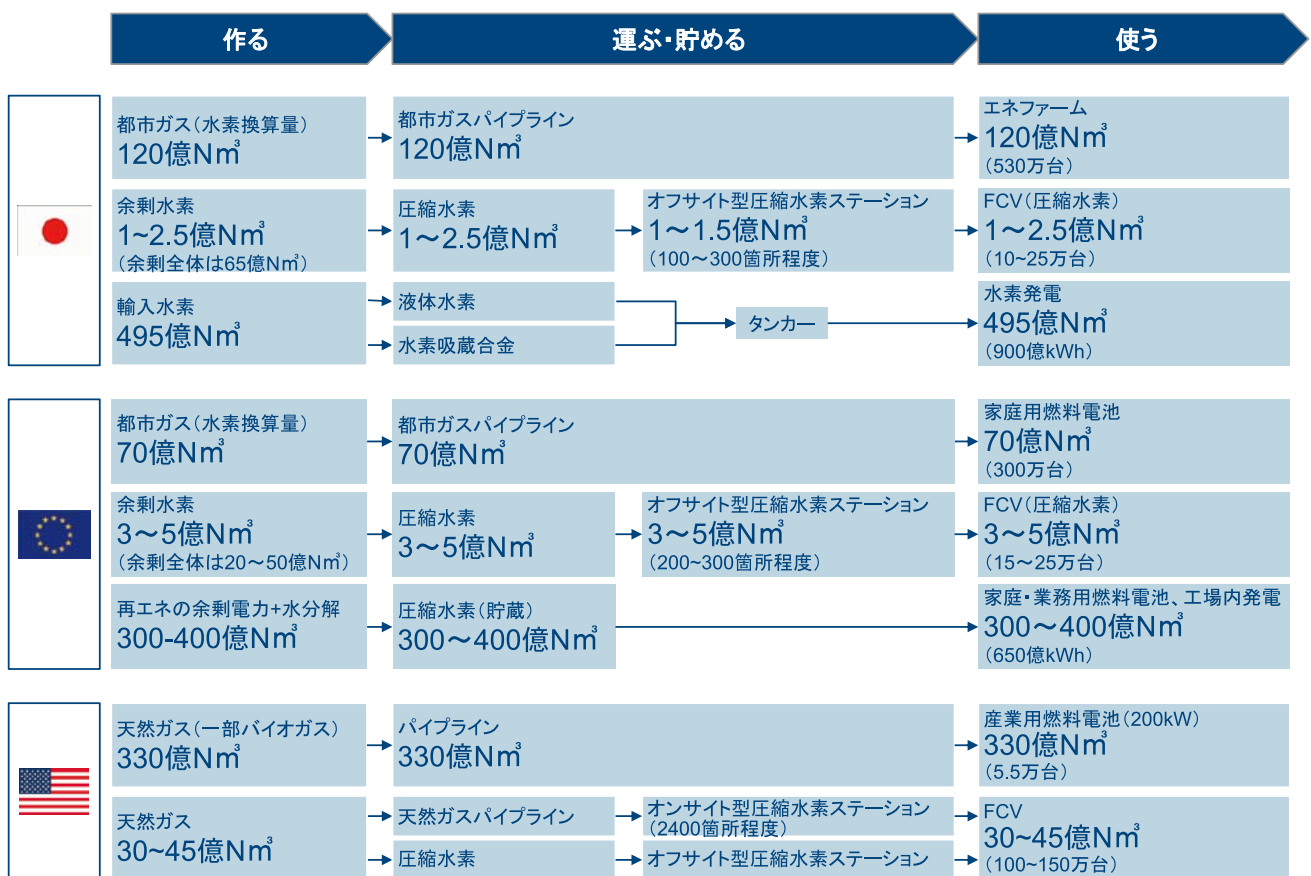 作る
運ぶ・貯める
使う
都市ガス（水素換算量）
120億Nm³
都市ガスパイプライン
120億Nm³
エネファーム
120億Nm³
（530万台）
余剰水素
1~2.5億Nm³
（余剰全体は65億Nm³）
圧縮水素
1～2.5億Nm³
オフサイト型圧縮水素ステーション
1～1.5億Nm³
（100～300箇所程度）
FCV（圧縮水素）
1～2.5億Nm³
（10~25万台）
輸入水素
495億Nm³
液体水素
水素吸蔵合金
タンカー
水素発電
495億Nm³
（900億kWh）
都市ガス（水素換算量）
70億Nm³
都市ガスパイプライン
70億Nm³
家庭用燃料電池
70億Nm³
（300万台）
余剰水素
3～5億Nm³
（余剰全体は20～50億Nm³）
圧縮水素
3～5億Nm³
オフサイト型圧縮水素ステーション
3～5億Nm³
（200~300箇所程度）
FCV（圧縮水素）
3～5億Nm³
（15～25万台）
再エネの余剰電力+水分解
300-400億Nm³
圧縮水素（貯蔵）
300～400億Nm³
家庭・業務用燃料電池、工場内発電
300～400億Nm³
（650億kWh）
天然ガス（一部バイオガス）
330億Nm³
パイプライン
330億Nm³
産業用燃料電池（200kW）
330億Nm³
（5.5万台）
天然ガス
30~45億Nm³
天然ガスパイプライン
オンサイト型圧縮水素ステーション
（2400箇所程度）
圧縮水素
オフサイト型圧縮水素ステーション
FCV
30~45億Nm³
（100~150万台）